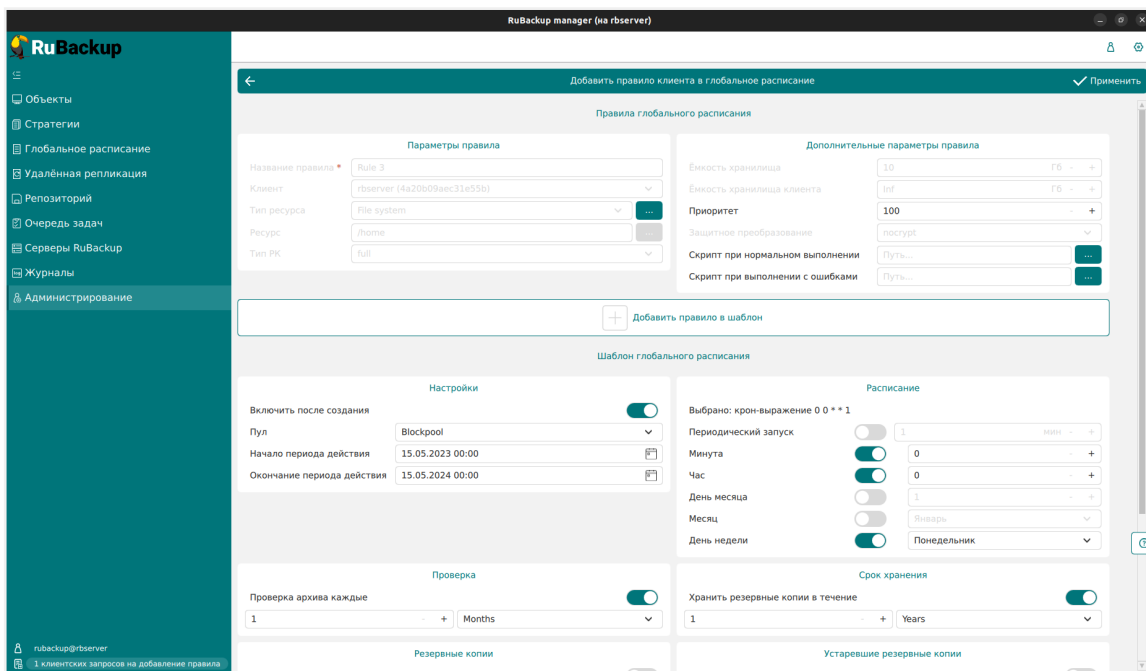 RuBackup manager (на rbserver)
RuBackup
Объекты
Стратегии
Глобальное расписание
Удалённая репликация
Репозиторий
Очередь задач
Серверы RuBackup
Журналы
Администрирование
rubackup@rbserver
1 клиентских запросов на добавление правила
Добавить правило клиента в глобальное расписание
Применить
Правила глобального расписания
Параметры правила
Название правила * Rule 3
Клиент rbserver (4a20b09aec31e55b)
Тип ресурса File system ...
Ресурс /home ...
Тип РК full
Дополнительные параметры правила
Ёмкость хранилища 10 Гб - +
Ёмкость хранилища клиента Inf Гб - +
Приоритет 100 - +
Защитное преобразование nocrypt
Скрипт при нормальном выполнении Путь... ...
Скрипт при выполнении с ошибками Путь... ...
+ Добавить правило в шаблон
Шаблон глобального расписания
Настройки
Включить после создания
Пул Blockpool
Начало периода действия 15.05.2023 00:00
Окончание периода действия 15.05.2024 00:00
Расписание
Выбрано: крон-выражение 0 0 * * 1
Периодический запуск 1 мин - +
Минута 0 - +
Час 0 - +
День месяца 1 - +
Месяц Январь
День недели Понедельник
Проверка
Проверка архива каждые
1 - + Months
Срок хранения
Хранить резервные копии в течение
1 - + Years
Резервные копии
Устаревшие резервные копии